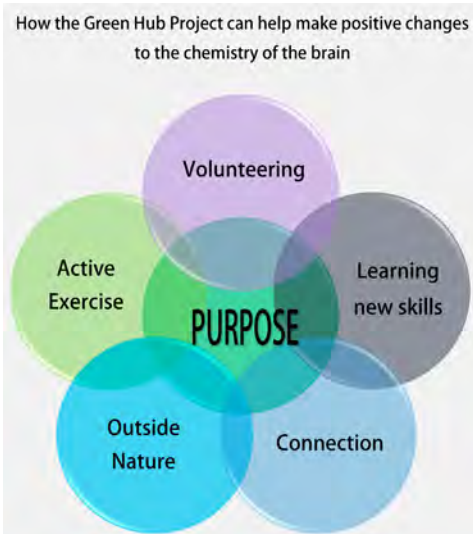 How the Green Hub Project can help make positive changes
to the chemistry of the brain
Volunteering
Active
Exercise
Learning
new skills
PURPOSE
Outside
Nature
Connection